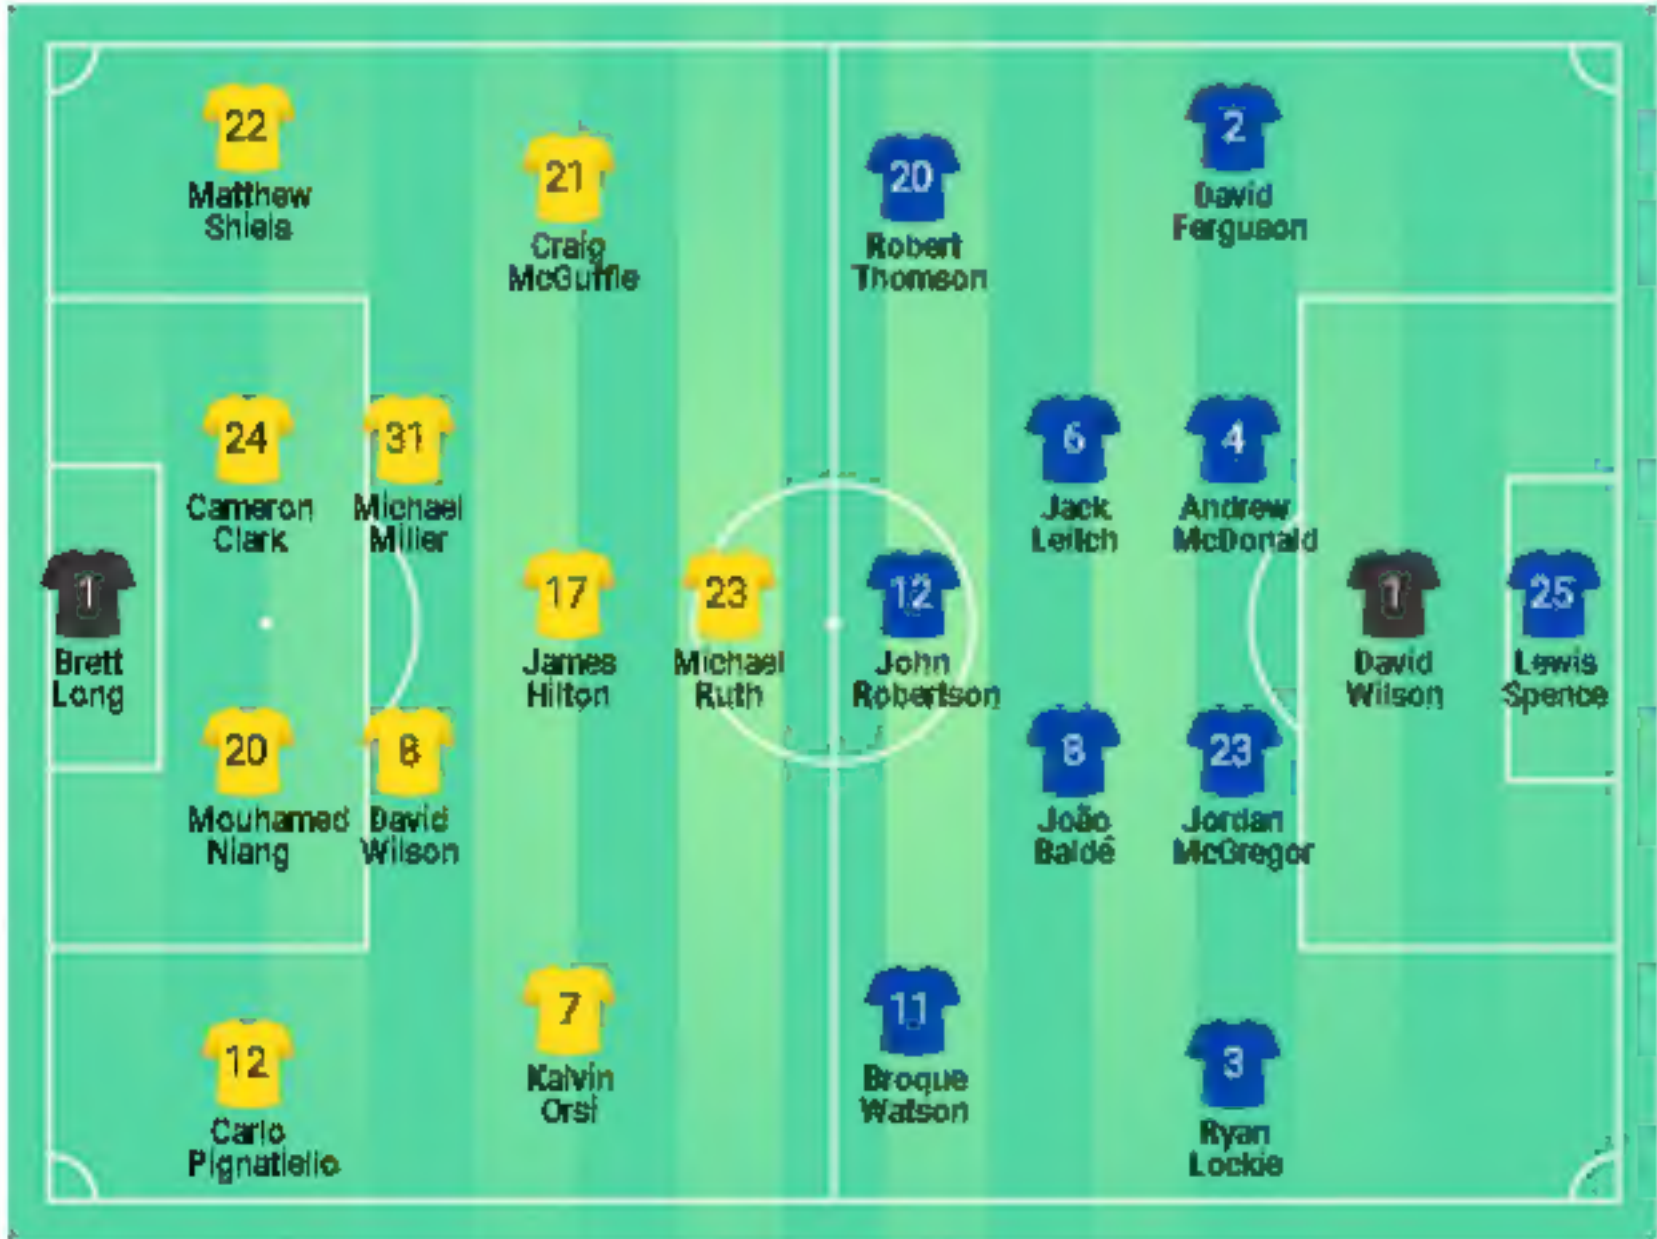 22
Matthew
Shiels
21
Craig
McGuffie
20
Robert
Thomson
2
David
Ferguson
24
Cameron
Clark
31
Michael
Miller
6
Jack
Leitch
4
Andrew
McDonald
1
Brett
Long
17
James
Hilton
23
Michael
Ruth
12
John
Robertson
1
David
Wilson
25
Lewis
Spence
20
Mouhamed
Niang
8
David
Wilson
8
João
Baldé
23
Jordan
McGregor
12
Carlo
Pignatiello
7
Kalvin
Orsi
11
Broque
Watson
3
Ryan
Lockie